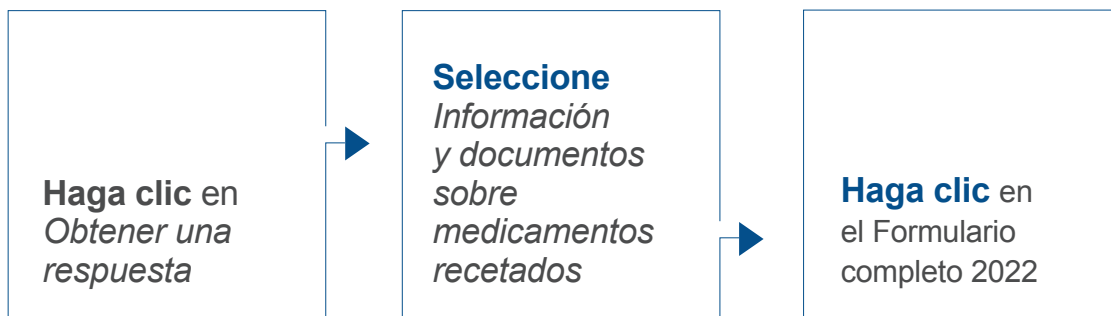 Haga clic en
Obtener una
respuesta
Seleccione
Información
y documentos
sobre
medicamentos
recetados
Haga clic en
el Formulario
completo 2022